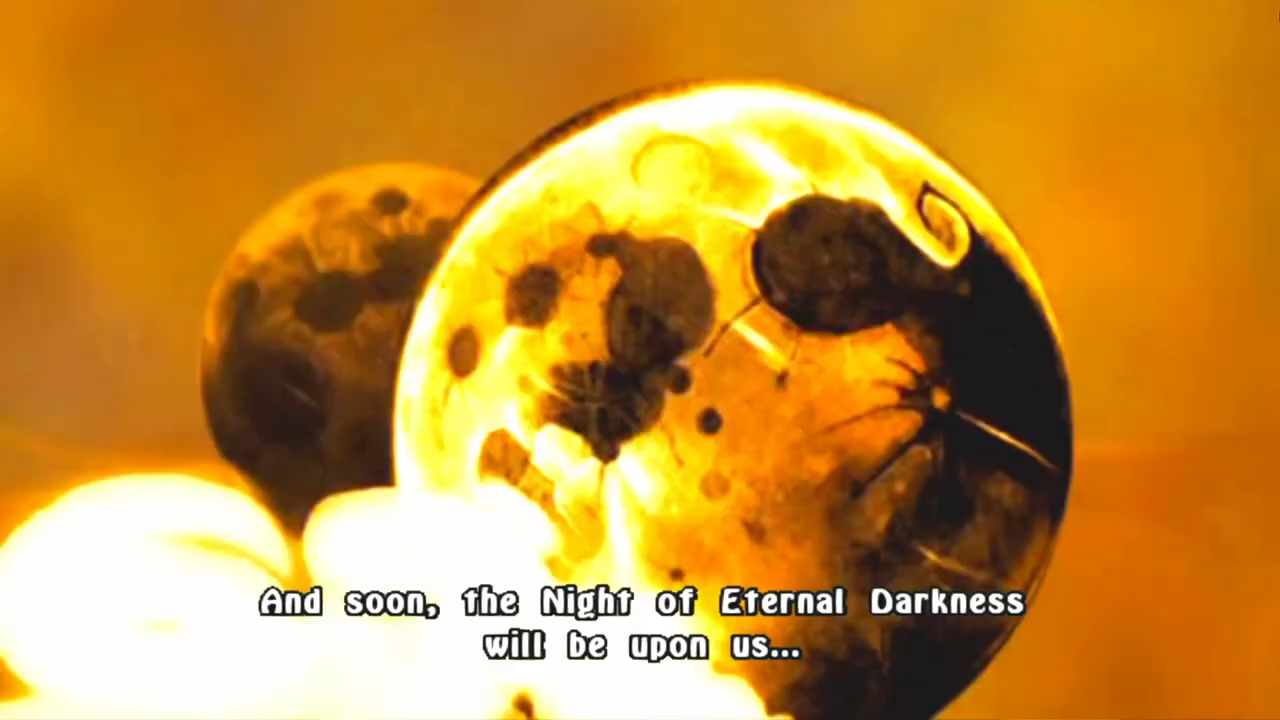 And soon, the Night of Eternal Darkness
will be upon us...